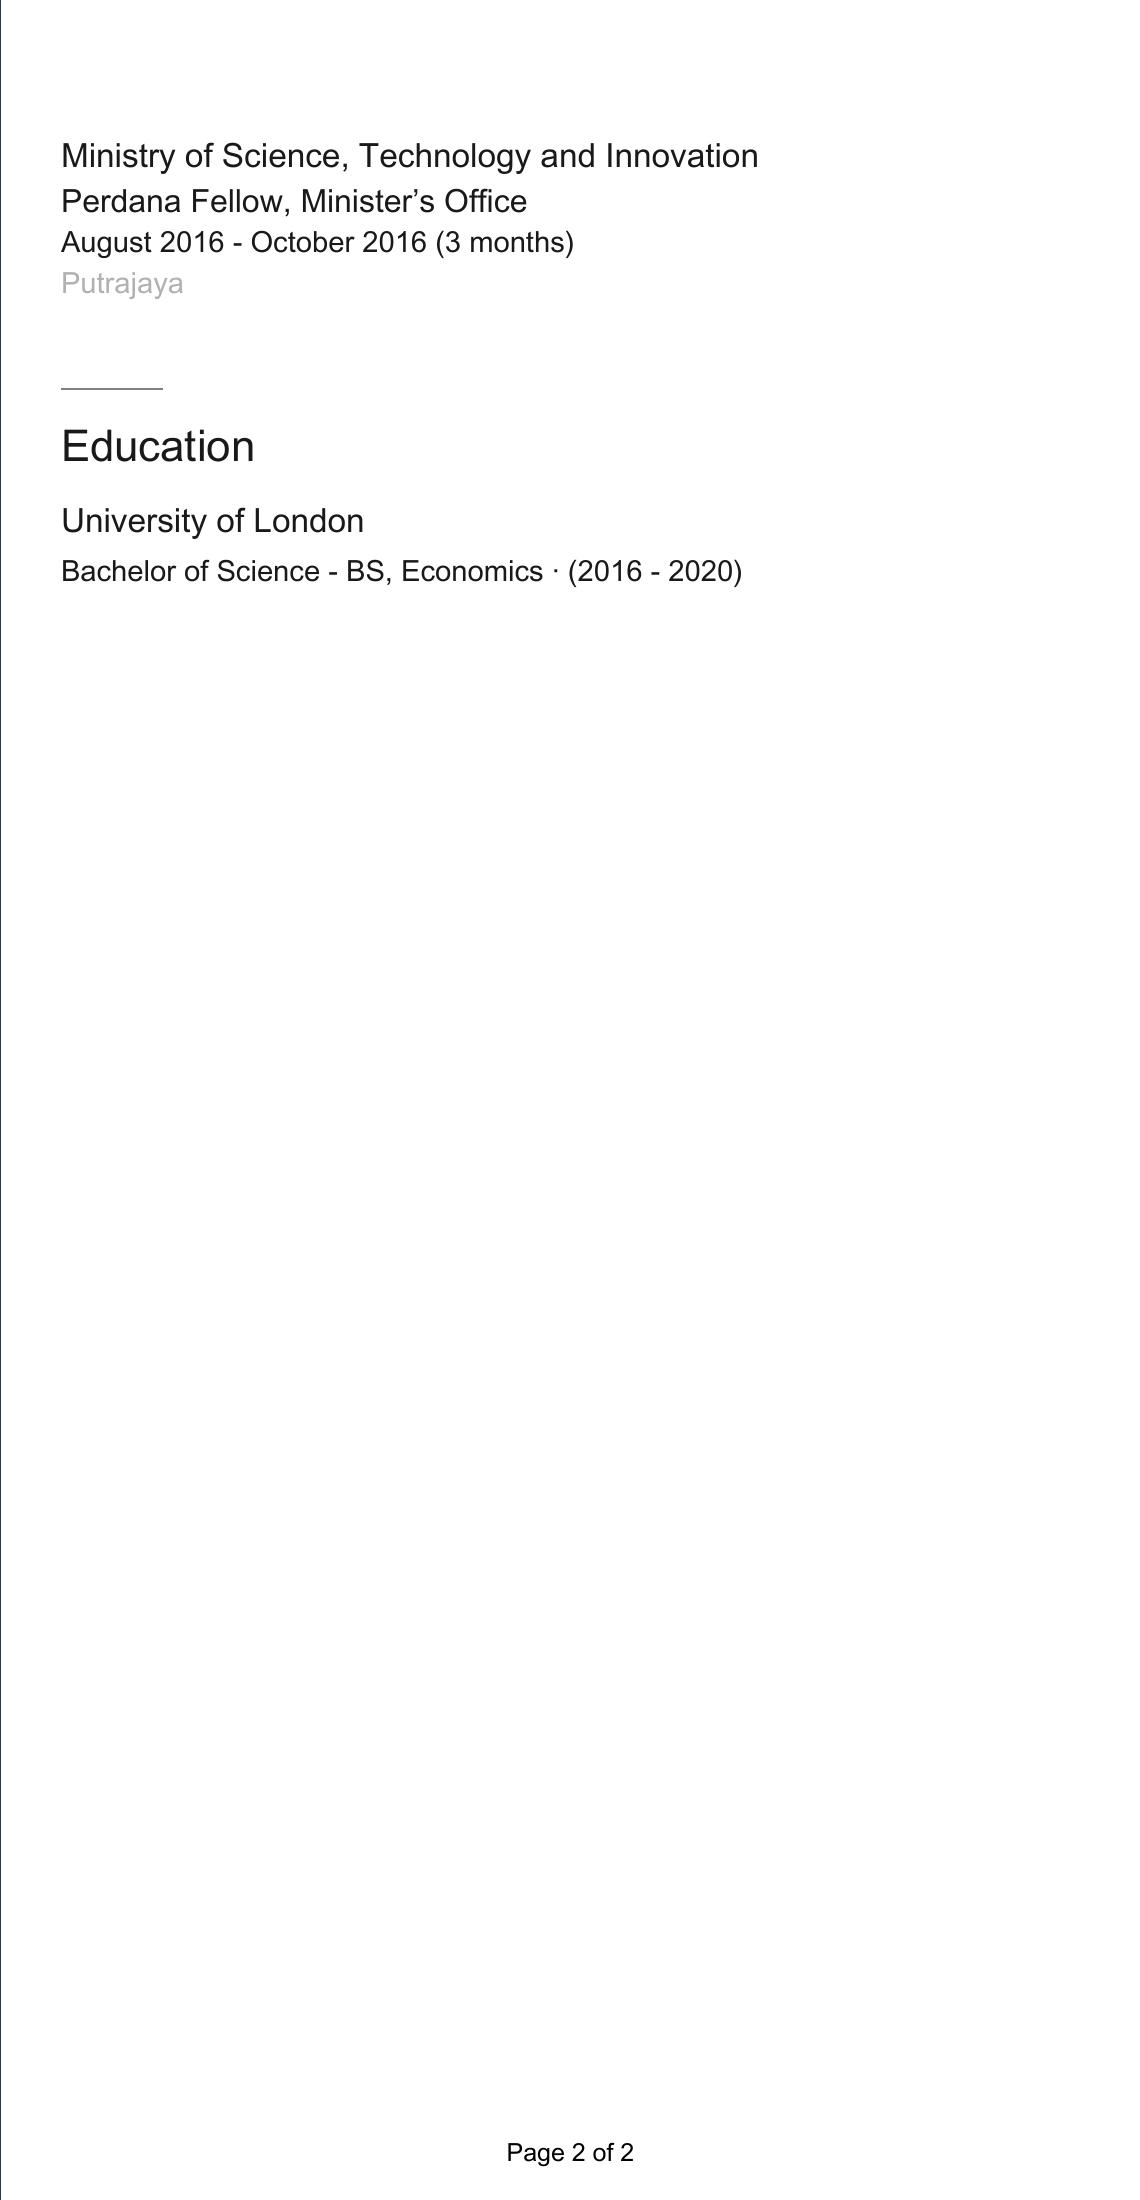 Ministry of Science, Technology and Innovation
Perdana Fellow, Minister’s Office
August 2016 - October 2016 (3 months)
Putrajaya
Education
University of London
Bachelor of Science - BS, Economics · (2016 - 2020)
Page 2 of 2